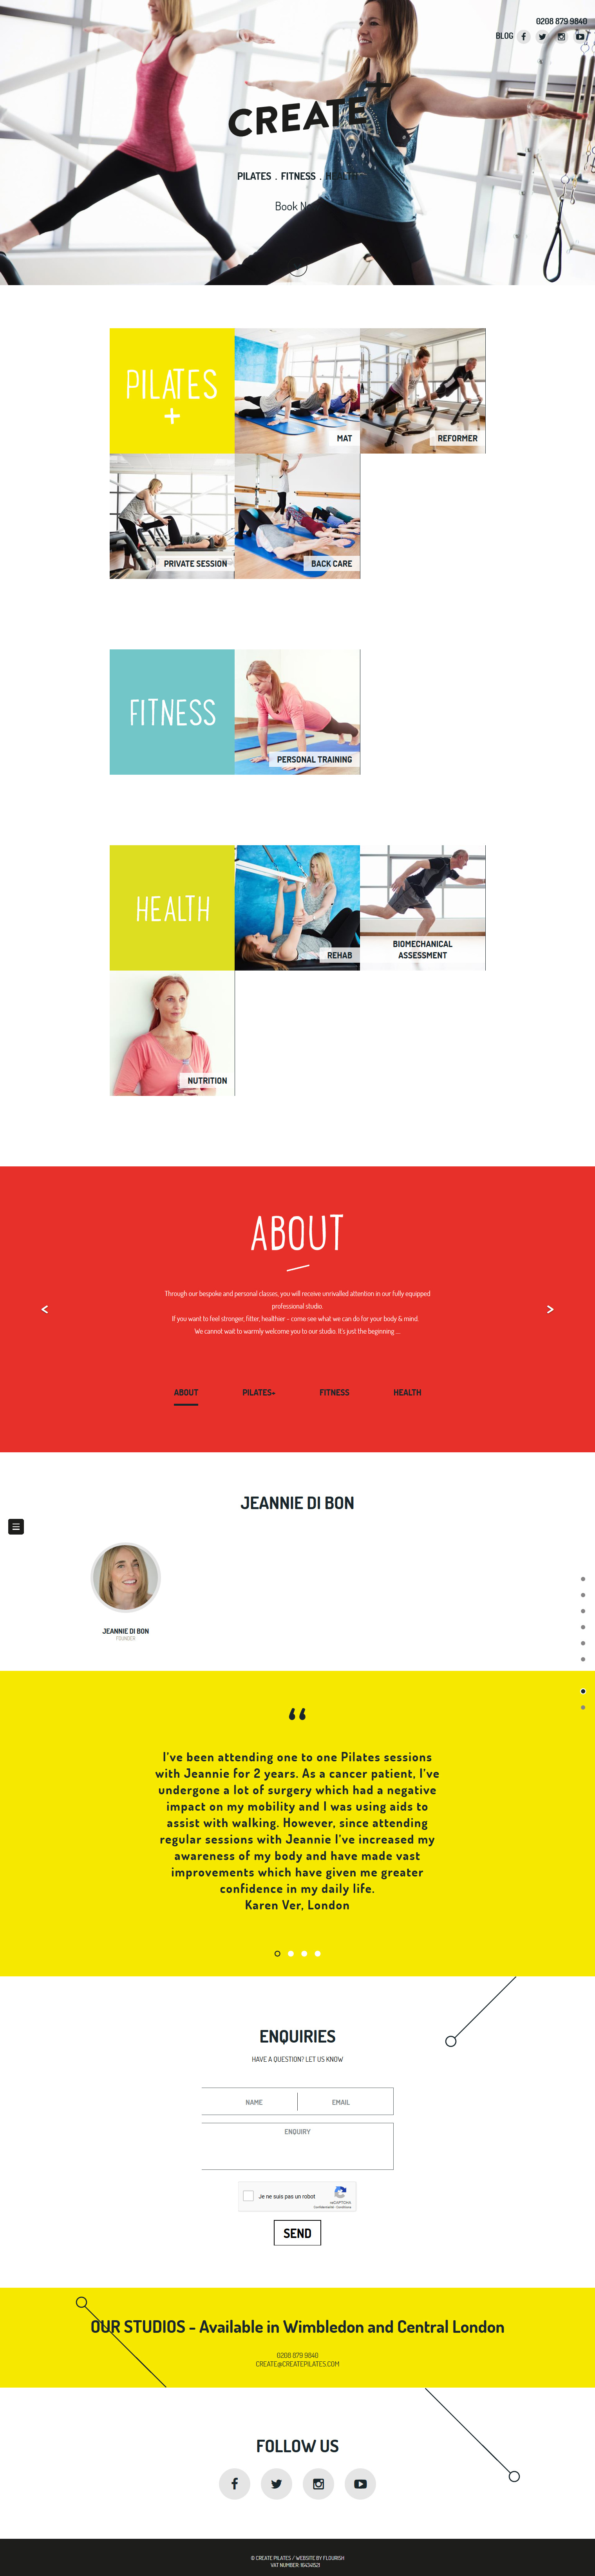 0208 879 9840
BLOG
CREATE+
PILATES . FITNESS . HEALTH
Book No
PILATES
+
MAT
REFORMER
PRIVATE SESSION
BACK CARE
FITNESS
PERSONAL TRAINING
HEALTH
REHAB
BIOMECHANICAL
ASSESSMENT
NUTRITION
ABOUT
Through our bespoke and personal classes, you will receive unrivalled attention in our fully equipped
professional studio.
If you want to feel stronger, fitter, healthier - come see what we can do for your body & mind.
We cannot wait to warmly welcome you to our studio. It's just the beginning ...
ABOUT
PILATES+
FITNESS
HEALTH
JEANNIE DI BON
JEANNIE DI BON
FOUNDER
“
I've been attending one to one Pilates sessions
with Jeannie for 2 years. As a cancer patient, I've
undergone a lot of surgery which had a negative
impact on my mobility and I was using aids to
assist with walking. However, since attending
regular sessions with Jeannie I've increased my
awareness of my body and have made vast
improvements which have given me greater
confidence in my daily life.
Karen Ver, London
ENQUIRIES
HAVE A QUESTION? LET US KNOW
NAME
EMAIL
ENQUIRY
Je ne suis pas un robot
reCAPTCHA
Confidentialité - Conditions
SEND
OUR STUDIOS - Available in Wimbledon and Central London
0208 879 9840
CREATE@CREATEPILATES.COM
FOLLOW US
© CREATE PILATES / WEBSITE BY FLOURISH
VAT NUMBER: 164341521